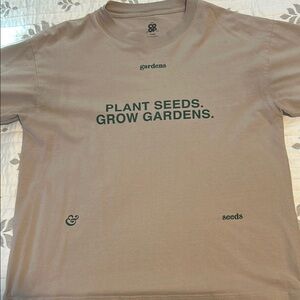 gardens
PLANT SEEDS.
GROW GARDENS.
& seeds